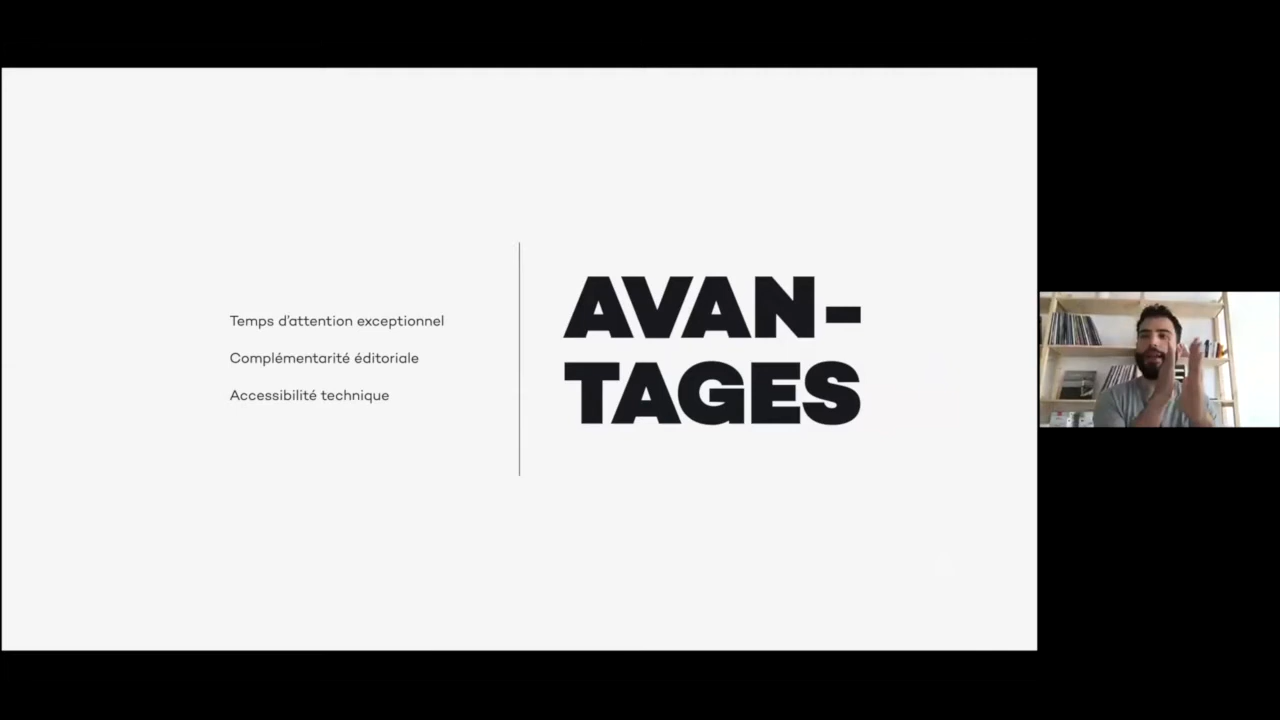 Temps d'attention exceptionnel
Complémentarité éditoriale
Accessibilité technique
AVAN-
TAGES